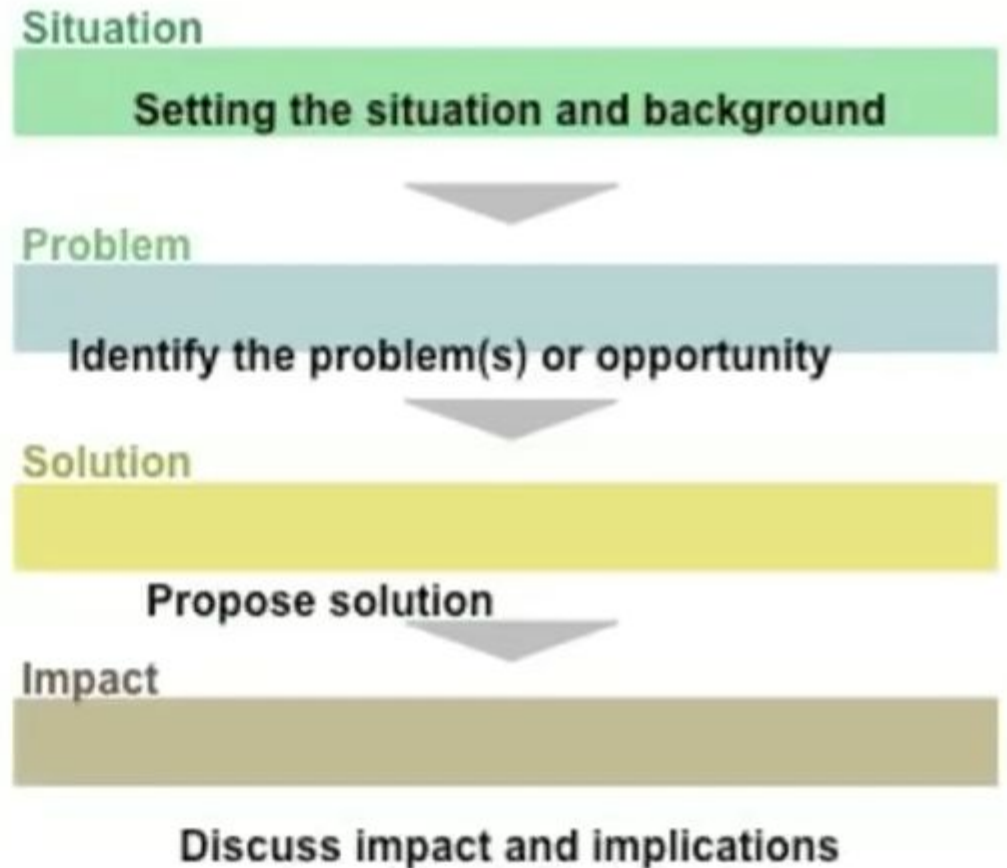 Situation
Setting the situation and background
Problem
Identify the problem(s) or opportunity
Solution
Propose solution
Impact
Discuss impact and implications